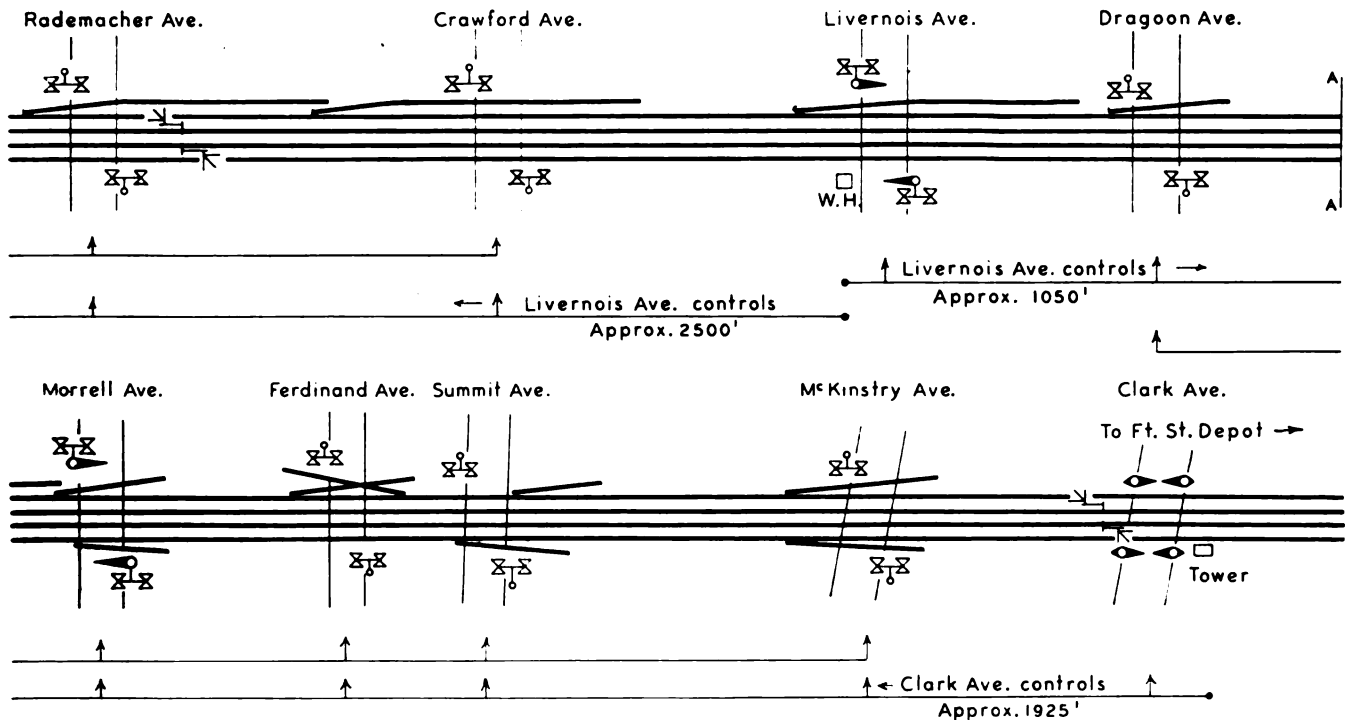 Rademacher Ave.
Crawford Ave.
Livernois Ave.
Dragoon Ave.
A
W.H.
A
Livernois Ave. controls
Approx. 1050'
Livernois Ave. controls
Approx. 2500'
Morrell Ave.
Ferdinand Ave.
Summit Ave.
McKinstry Ave.
Clark Ave.
To Ft. St. Depot
Tower
Clark Ave. controls
Approx. 1925'